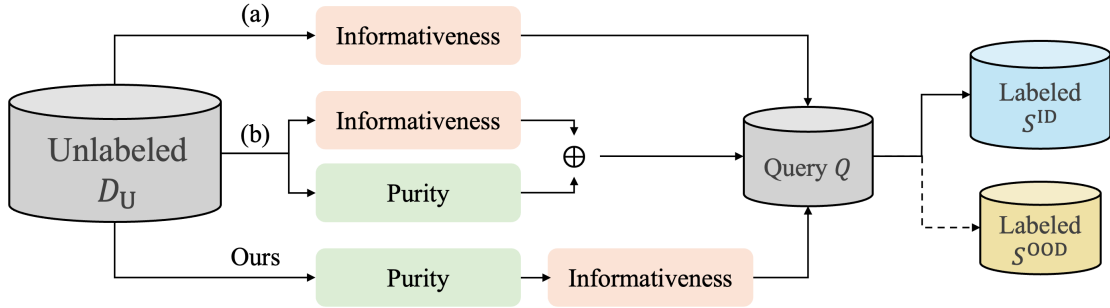 (a)
Informativeness
Unlabeled
D_U
(b)
Informativeness
⊕
Purity
Ours
Purity
Informativeness
Query Q
Labeled
S^ID
Labeled
S^OOD